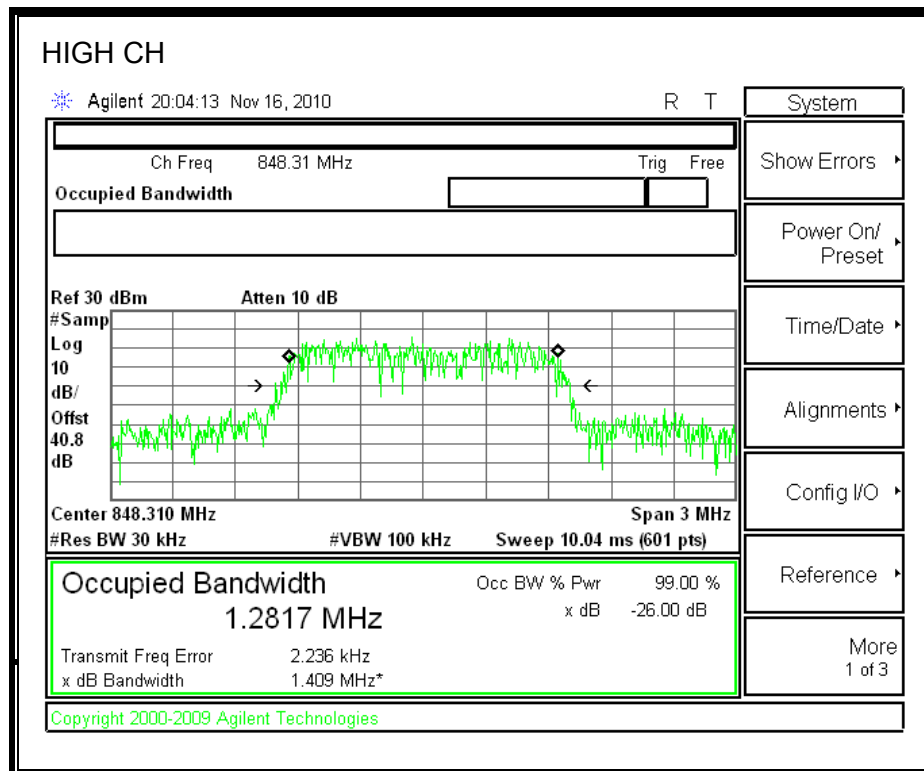 HIGH CH
Agilent 20:04:13 Nov 16, 2010 R T
System
Ch Freq 848.31 MHz Trig Free
Show Errors
Occupied Bandwidth
Power On/
Preset
Ref 30 dBm Atten 10 dB
#Samp
Log
10
dB/
Offst
40.8
dB
Time/Date
Alignments
Config I/O
Center 848.310 MHz Span 3 MHz
#Res BW 30 kHz #VBW 100 kHz Sweep 10.04 ms (601 pts)
Occupied Bandwidth Occ BW % Pwr 99.00 %
1.2817 MHz x dB -26.00 dB
Reference
Transmit Freq Error 2.236 kHz
x dB Bandwidth 1.409 MHz*
More
1 of 3
Copyright 2000-2009 Agilent Technologies